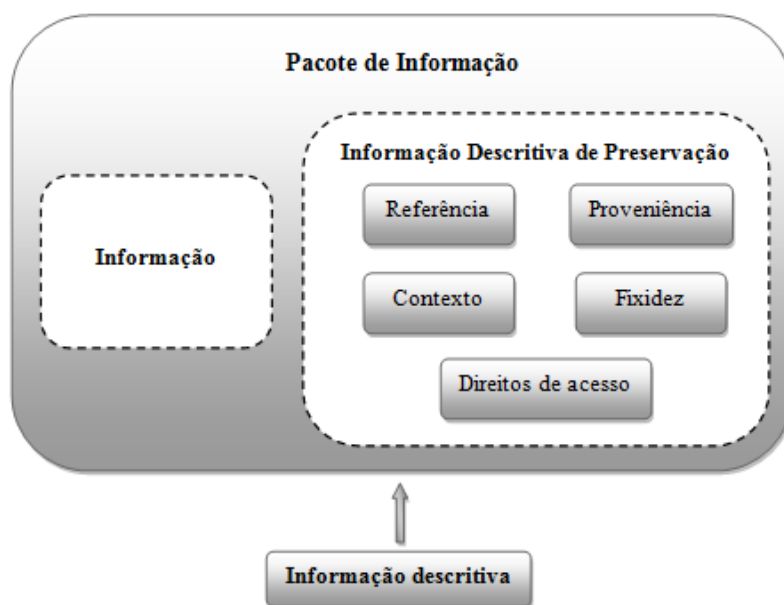 Pacote de Informação
Informação Descritiva de Preservação
Referência
Proveniência
Informação
Contexto
Fixidez
Direitos de acesso
Informação descritiva